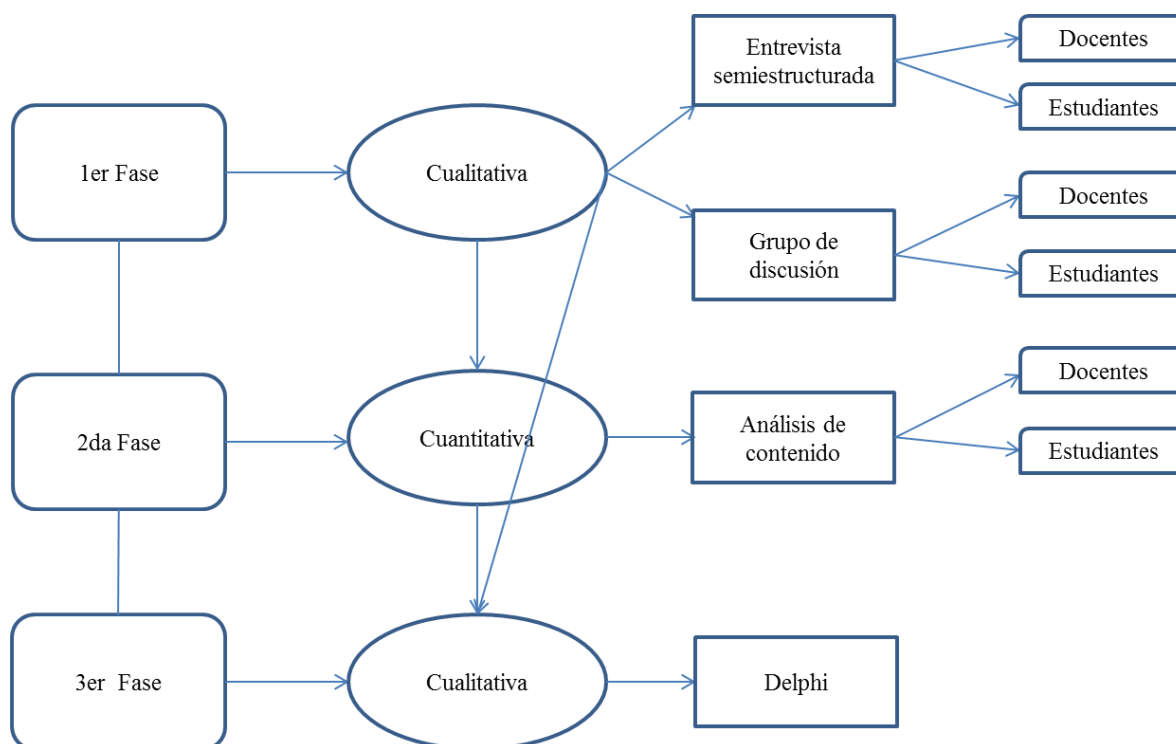 1er Fase
Cualitativa
Entrevista
semiestructurada
Docentes
Estudiantes
Grupo de
discusión
Docentes
Estudiantes
2da Fase
Cuantitativa
Análisis de
contenido
Docentes
Estudiantes
3er Fase
Cualitativa
Delphi